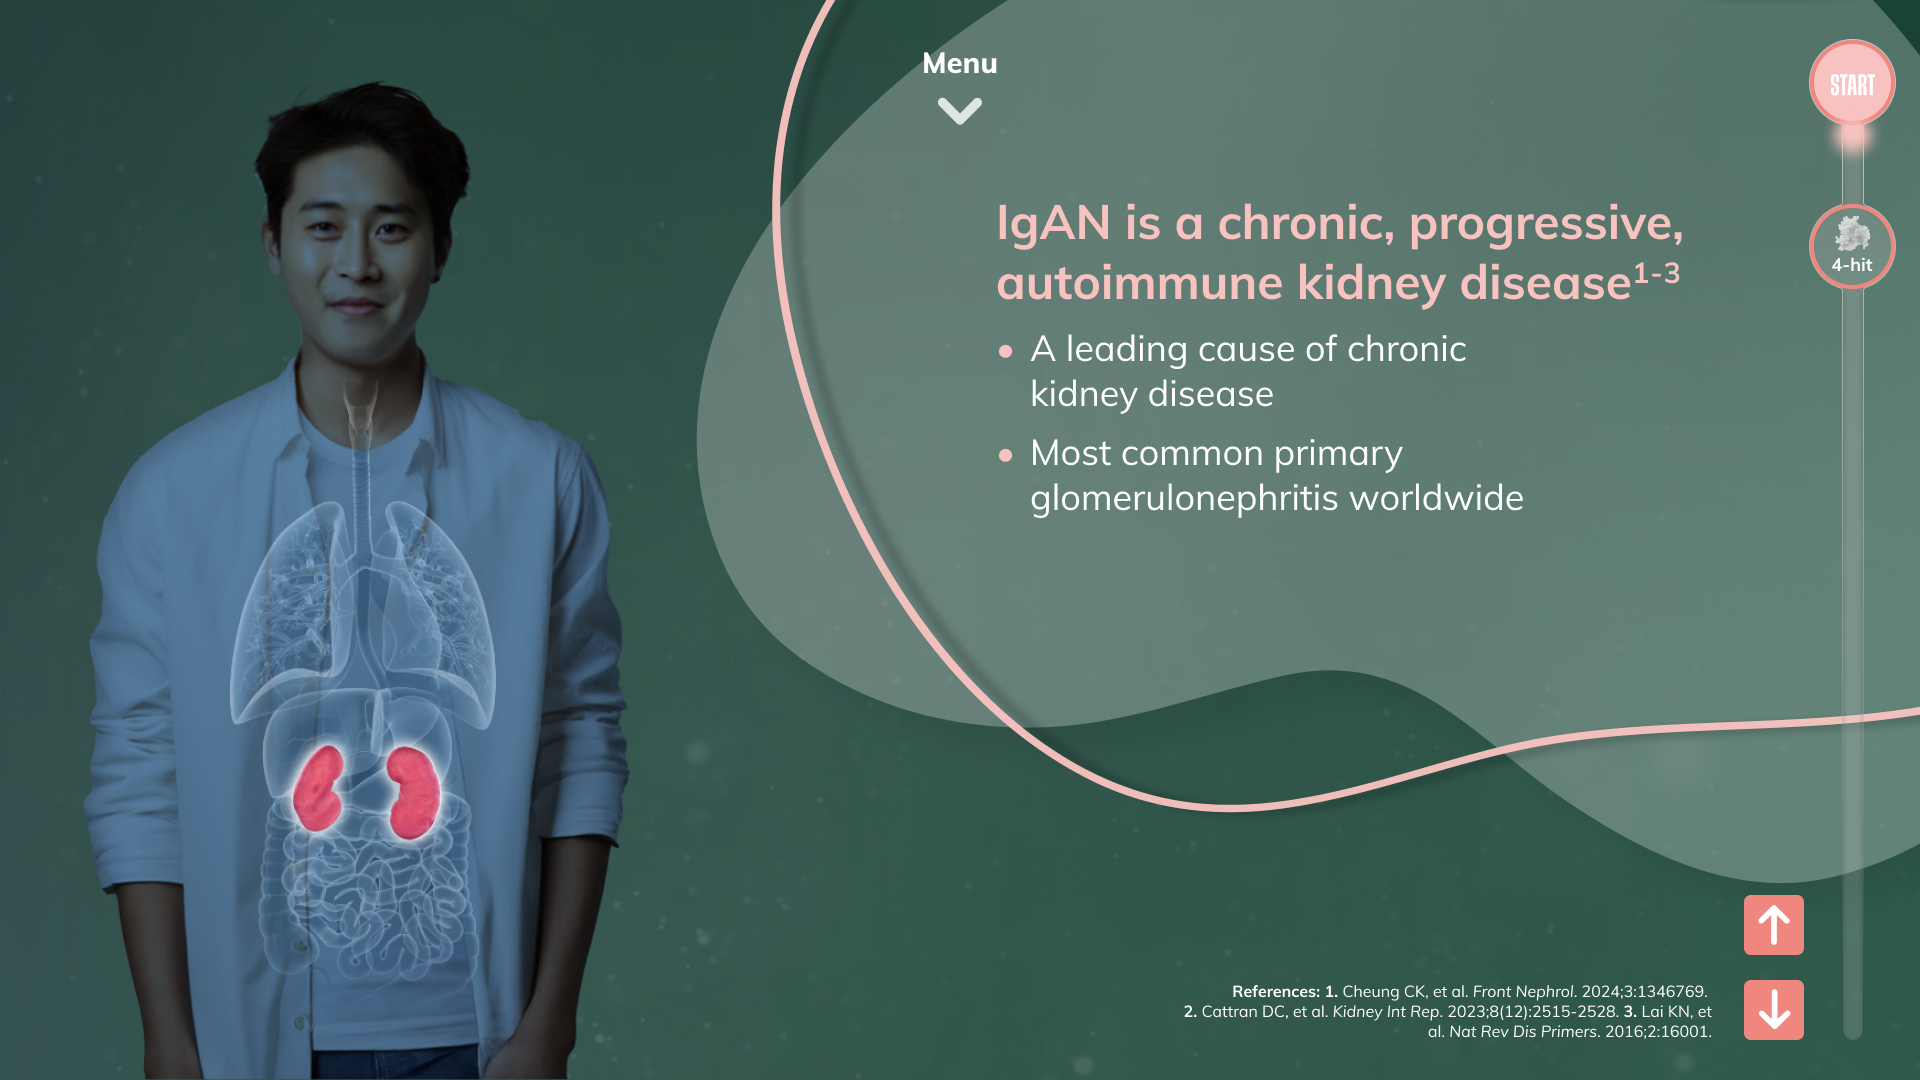 Menu
START
4-hit
IgAN is a chronic, progressive,
autoimmune kidney disease1-3
• A leading cause of chronic
kidney disease
• Most common primary
glomerulonephritis worldwide
References: 1. Cheung CK, et al. Front Nephrol. 2024;3:1346769.
2. Cattran DC, et al. Kidney Int Rep. 2023;8(12):2515-2528. 3. Lai KN, et
al. Nat Rev Dis Primers. 2016;2:16001.